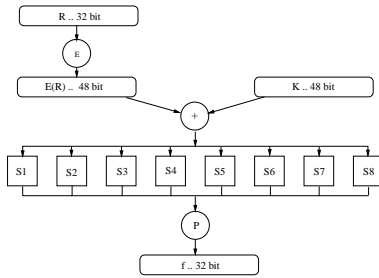 R .. 32 bit
E
E(R) .. 48 bit
K .. 48 bit
+
S1 S2 S3 S4 S5 S6 S7 S8
P
f .. 32 bit